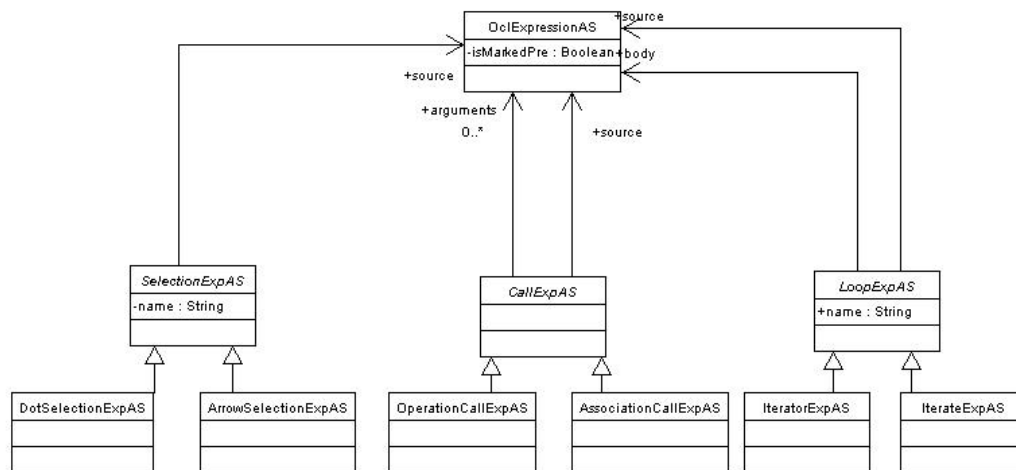 +source
OclExpressionAS
-isMarkedPre : Boolean
+body
+source
+arguments
0..*
+source
SelectionExpAS
-name : String
CallExpAS
LoopExpAS
+name : String
DotSelectionExpAS
ArrowSelectionExpAS
OperationCallExpAS
AssociationCallExpAS
IteratorExpAS
IterateExpAS